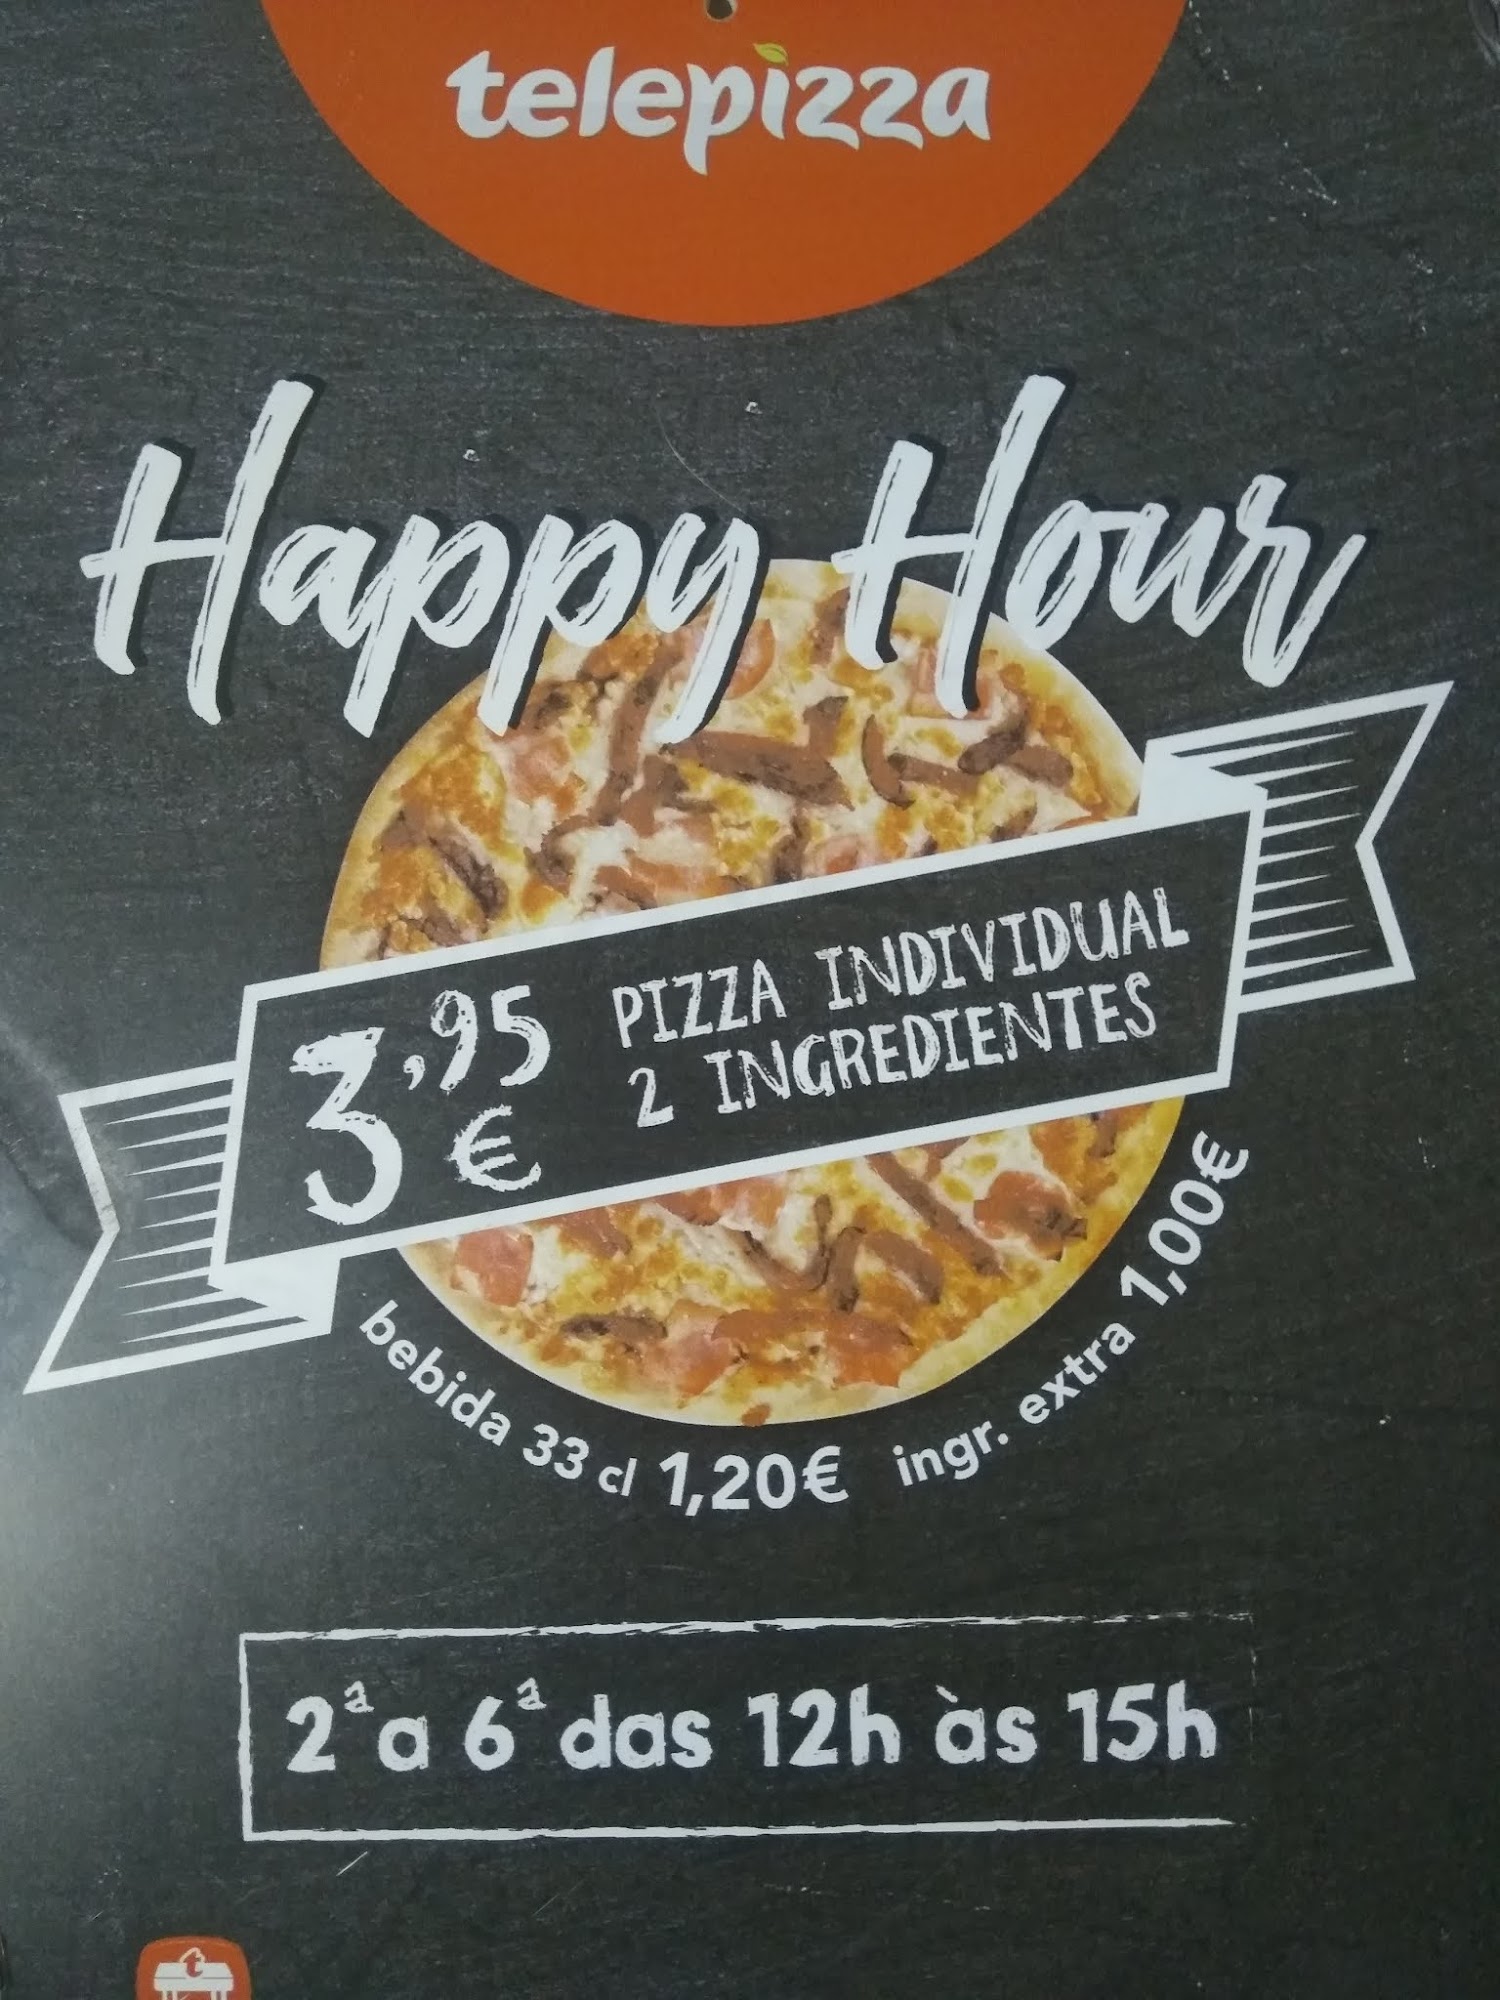 telepizza
Happy Hour
3,95 €
PIZZA INDIVIDUAL
2 INGREDIENTES
bebida 33 cl 1,20€ ingr. extra 1,00€
2ª a 6ª das 12h às 15h
t